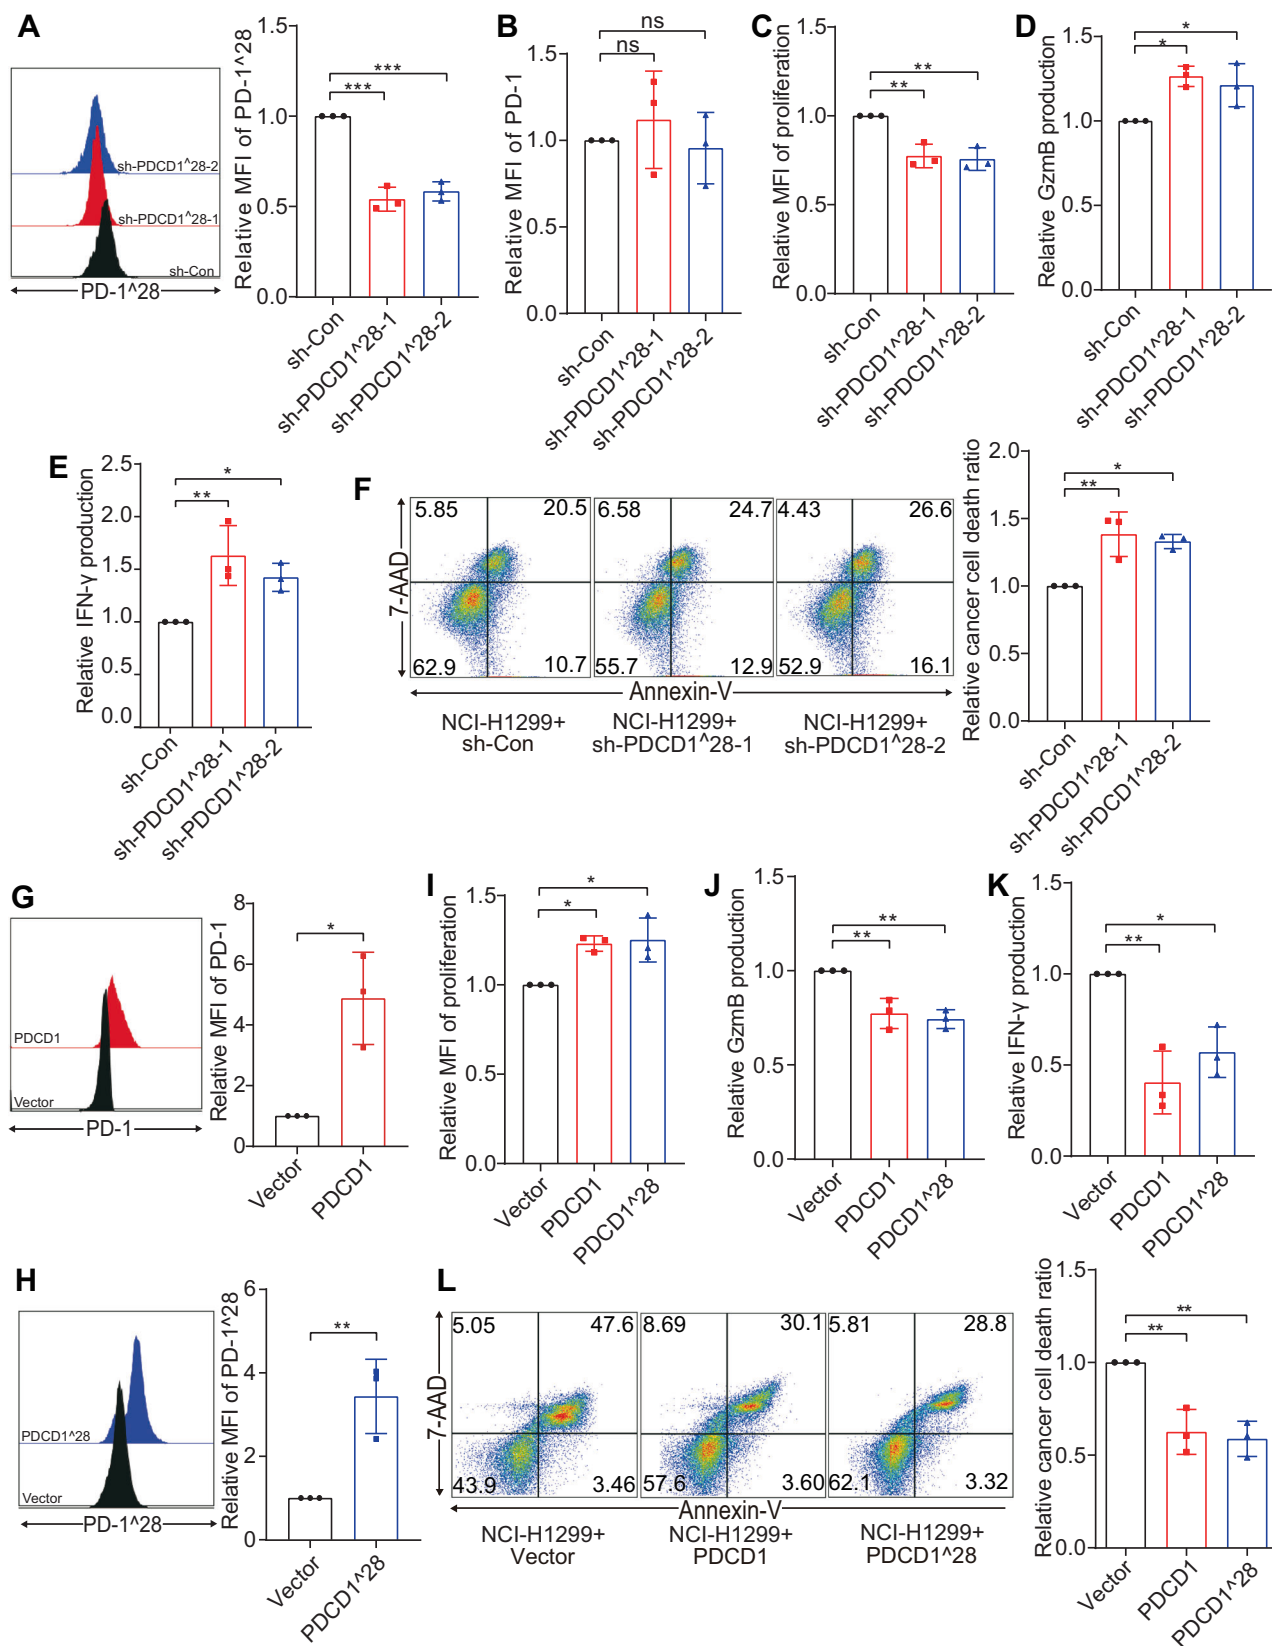 A
sh-PDCD1^28-2
sh-PDCD1^28-1
sh-Con
PD-1^28
Relative MFI of PD-1^28
1.5
1.0
0.5
0.0
***
***
sh-Con
sh-PDCD1^28-1
sh-PDCD1^28-2
B
Relative MFI of PD-1
1.5
1.0
0.5
0.0
ns
ns
sh-Con
sh-PDCD1^28-1
sh-PDCD1^28-2
C
Relative MFI of proliferation
1.5
1.0
0.5
0.0
**
**
sh-Con
sh-PDCD1^28-1
sh-PDCD1^28-2
D
Relative GzmB production
1.5
1.0
0.5
0.0
*
*
sh-Con
sh-PDCD1^28-1
sh-PDCD1^28-2
E
Relative IFN-γ production
2.5
2.0
1.5
1.0
0.5
0.0
*
**
sh-Con
sh-PDCD1^28-1
sh-PDCD1^28-2
F
7-AAD
5.85
20.5
62.9
10.7
6.58
24.7
55.7
12.9
4.43
26.6
52.9
16.1
Annexin-V
NCI-H1299+
sh-Con
NCI-H1299+
sh-PDCD1^28-1
NCI-H1299+
sh-PDCD1^28-2
Relative cancer cell death ratio
2.0
1.5
1.0
0.5
0.0
*
**
sh-Con
sh-PDCD1^28-1
sh-PDCD1^28-2
G
PDCD1
Vector
PD-1
Relative MFI of PD-1
8
6
4
2
0
*
Vector
PDCD1
I
Relative MFI of proliferation
1.5
1.0
0.5
0.0
*
*
Vector
PDCD1
PDCD1^28
J
Relative GzmB production
1.5
1.0
0.5
0.0
**
**
Vector
PDCD1
PDCD1^28
K
Relative IFN-γ production
1.5
1.0
0.5
0.0
*
**
Vector
PDCD1
PDCD1^28
H
PDCD1^28
Vector
PD-1^28
Relative MFI of PD-1^28
6
4
2
0
**
Vector
PDCD1^28
L
7-AAD
5.05
47.6
43.9
3.46
8.69
30.1
57.6
3.60
5.81
28.8
62.1
3.32
Annexin-V
NCI-H1299+
Vector
NCI-H1299+
PDCD1
NCI-H1299+
PDCD1^28
Relative cancer cell death ratio
1.5
1.0
0.5
0.0
**
**
Vector
PDCD1
PDCD1^28